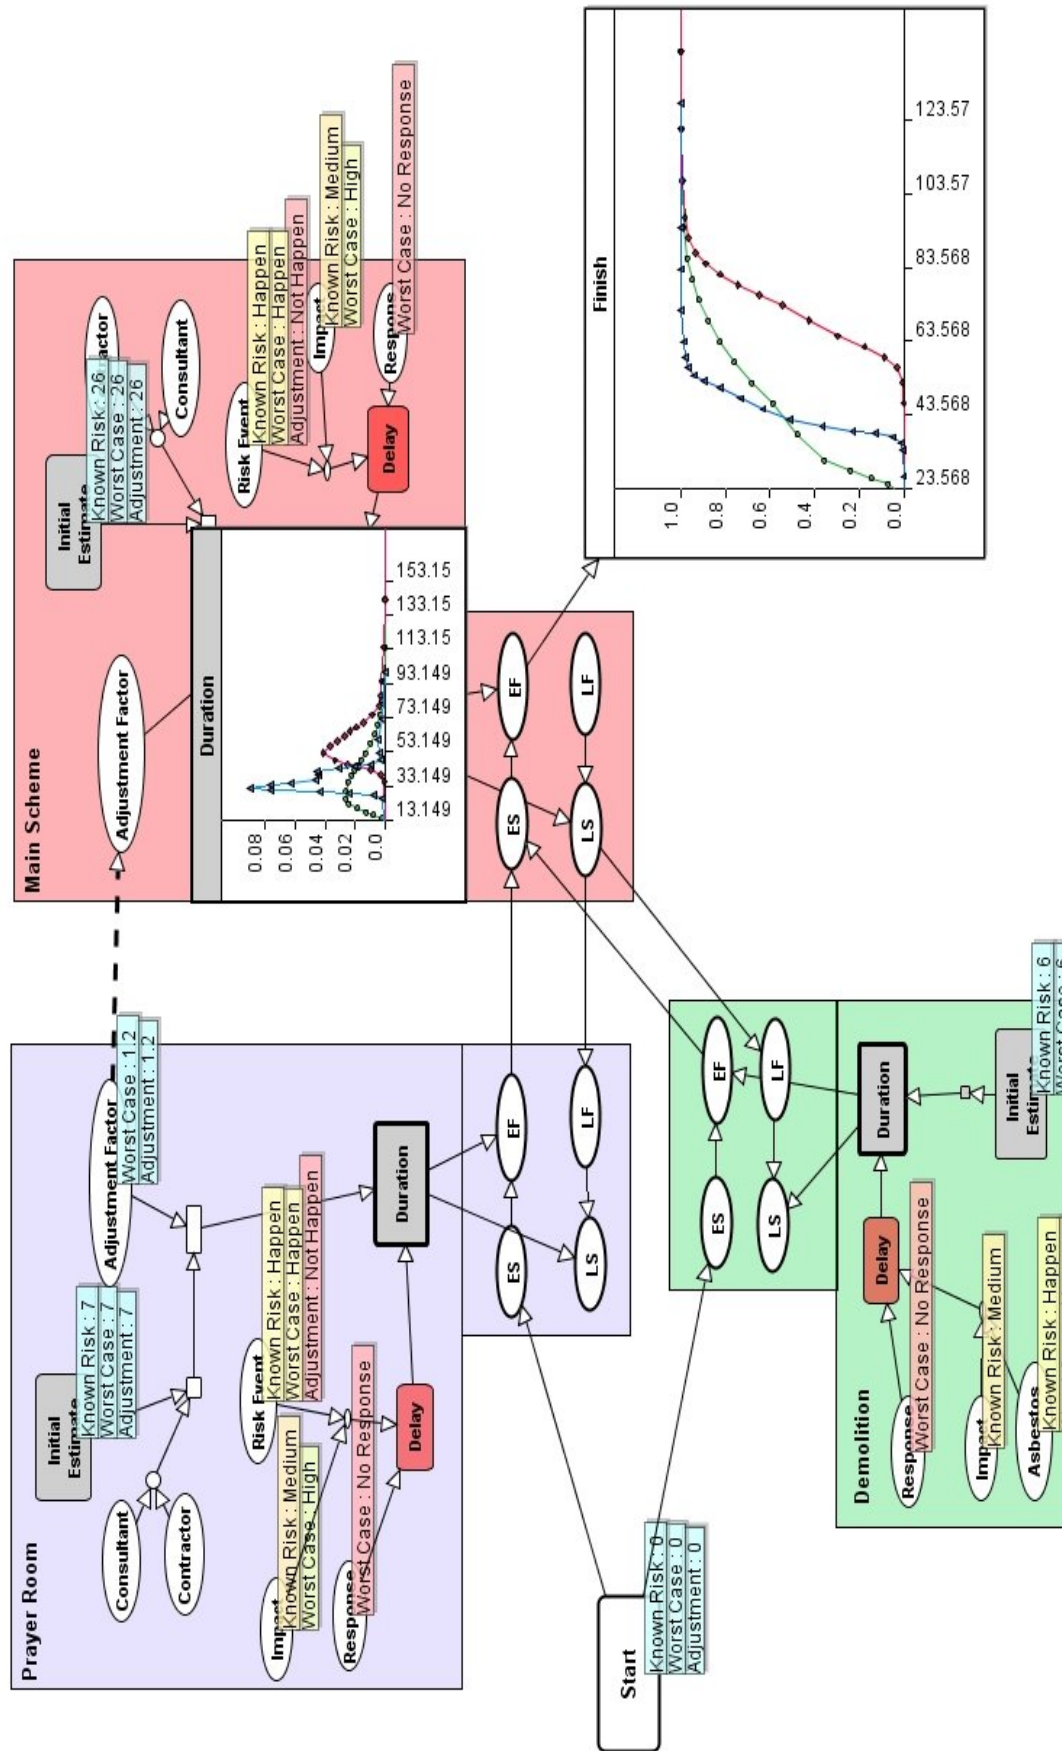 Prayer Room
Initial
Estimate
Known Risk : 7
Worst Case : 7
Adjustment : 7
Consultant
Contractor
Adjustment Factor
Worst Case : 1.2
Adjustment : 1.2
Risk Event
Known Risk : Happen
Worst Case : Happen
Adjustment : Not Happen
Impact
Known Risk : Medium
Worst Case : High
Response
Worst Case : No Response
Delay
Duration
ES
EF
LS
LF
Main Scheme
Adjustment Factor
Initial
Estimate
Known Risk : 26
Worst Case : 26
Adjustment : 26
actor
Consultant
Risk Event
Known Risk : Happen
Worst Case : Happen
Adjustment : Not Happen
Impact
Known Risk : Medium
Worst Case : High
Respons
Worst Case : No Response
Delay
Duration
0.08
0.06
0.04
0.02
0.0
13.149
33.149
53.149
73.149
93.149
113.15
133.15
153.15
ES
EF
LS
LF
Start
Known Risk : 0
Worst Case : 0
Adjustment : 0
ES
EF
LS
LF
Demolition
Response
Worst Case : No Response
Delay
Duration
Impact
Known Risk : Medium
Asbestos
Known Risk : Happen
Initial
Estimate
Known Risk : 6
Worst Case : 6
Finish
1.0
0.8
0.6
0.4
0.2
0.0
23.568
43.568
63.568
83.568
103.57
123.57